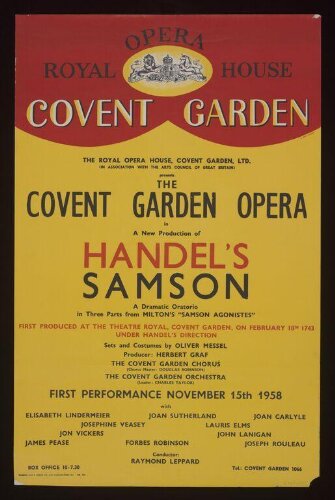 OPERA
ROYAL HOUSE
COVENT GARDEN
THE ROYAL OPERA HOUSE, COVENT GARDEN, LTD.
(IN ASSOCIATION WITH THE ARTS COUNCIL OF GREAT BRITAIN)
presents
THE
COVENT GARDEN OPERA
in
A New Production of
HANDEL'S
SAMSON
A Dramatic Oratorio
in Three Parts from MILTON'S "SAMSON AGONISTES"
FIRST PRODUCED AT THE THEATRE ROYAL, COVENT GARDEN, ON FEBRUARY 18TH 1743
UNDER HANDEL'S DIRECTION
Sets and Costumes by OLIVER MESSEL
Producer: HERBERT GRAF
THE COVENT GARDEN CHORUS
(Chorus Master: DOUGLAS ROBINSON)
THE COVENT GARDEN ORCHESTRA
(Leader: CHARLES TAYLOR)
FIRST PERFORMANCE NOVEMBER 15th 1958
with
ELISABETH LINDERMEIER JOAN SUTHERLAND JOAN CARLYLE
JOSEPHINE VEASEY LAURIS ELMS
JON VICKERS JOHN LANIGAN
JAMES PEASE FORBES ROBINSON JOSEPH ROULEAU
Conductor:
RAYMOND LEPPARD
BOX OFFICE 10-7.30 Tel: COVENT GARDEN 1066